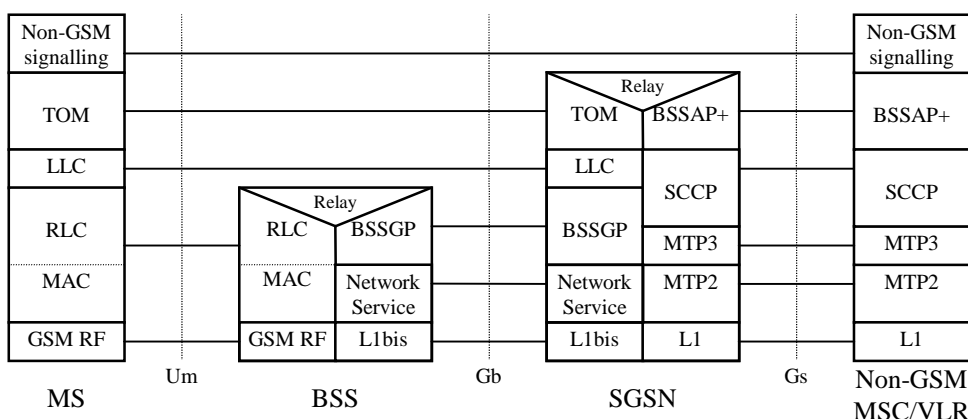 Non-GSM
signalling
TOM
LLC
RLC
MAC
GSM RF
MS
Um
Relay
RLC
BSSGP
MAC
Network
Service
GSM RF
L1bis
BSS
Gb
Relay
TOM
BSSAP+
LLC
SCCP
BSSGP
MTP3
Network
Service
MTP2
L1bis
L1
SGSN
Gs
Non-GSM
signalling
BSSAP+
SCCP
MTP3
MTP2
L1
Non-GSM
MSC/VLR